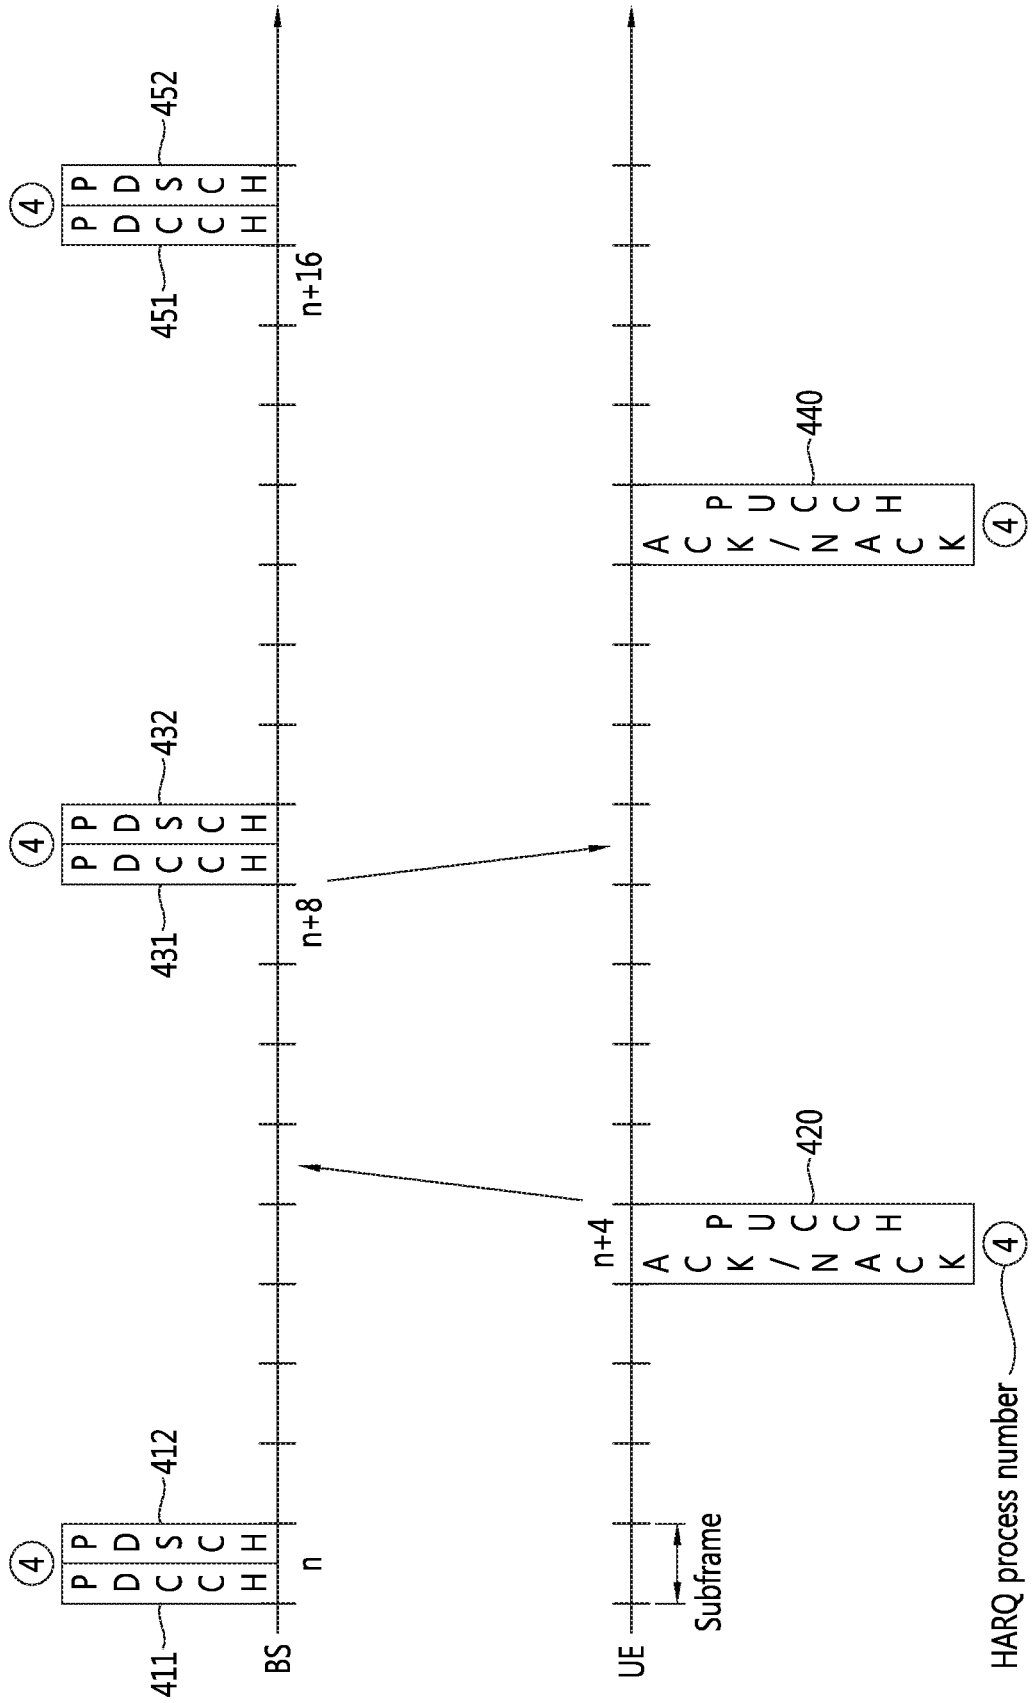 4
4
4
411
PDCCH
PDSCH
412
431
PDCCH
PDSCH
432
451
PDCCH
PDSCH
452
BS
n
n+8
n+16
n+4
UE
Subframe
ACK/NACK
PUCCH
420
ACK/NACK
PUCCH
440
HARQ process number
4
4